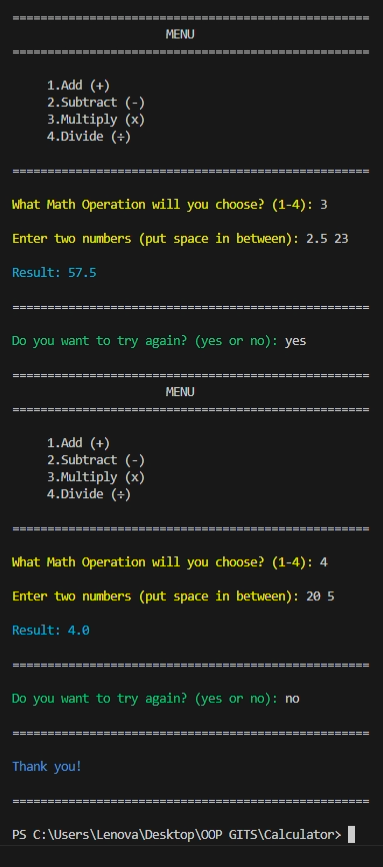 ===================================================
MENU
===================================================
1.Add (+)
2.Subtract (-)
3.Multiply (x)
4.Divide (÷)
===================================================
What Math Operation will you choose? (1-4): 3
Enter two numbers (put space in between): 2.5 23
Result: 57.5
===================================================
Do you want to try again? (yes or no): yes
===================================================
MENU
===================================================
1.Add (+)
2.Subtract (-)
3.Multiply (x)
4.Divide (÷)
===================================================
What Math Operation will you choose? (1-4): 4
Enter two numbers (put space in between): 20 5
Result: 4.0
===================================================
Do you want to try again? (yes or no): no
===================================================
Thank you!
===================================================
PS C:\Users\Lenova\Desktop\OOP GITS\Calculator>